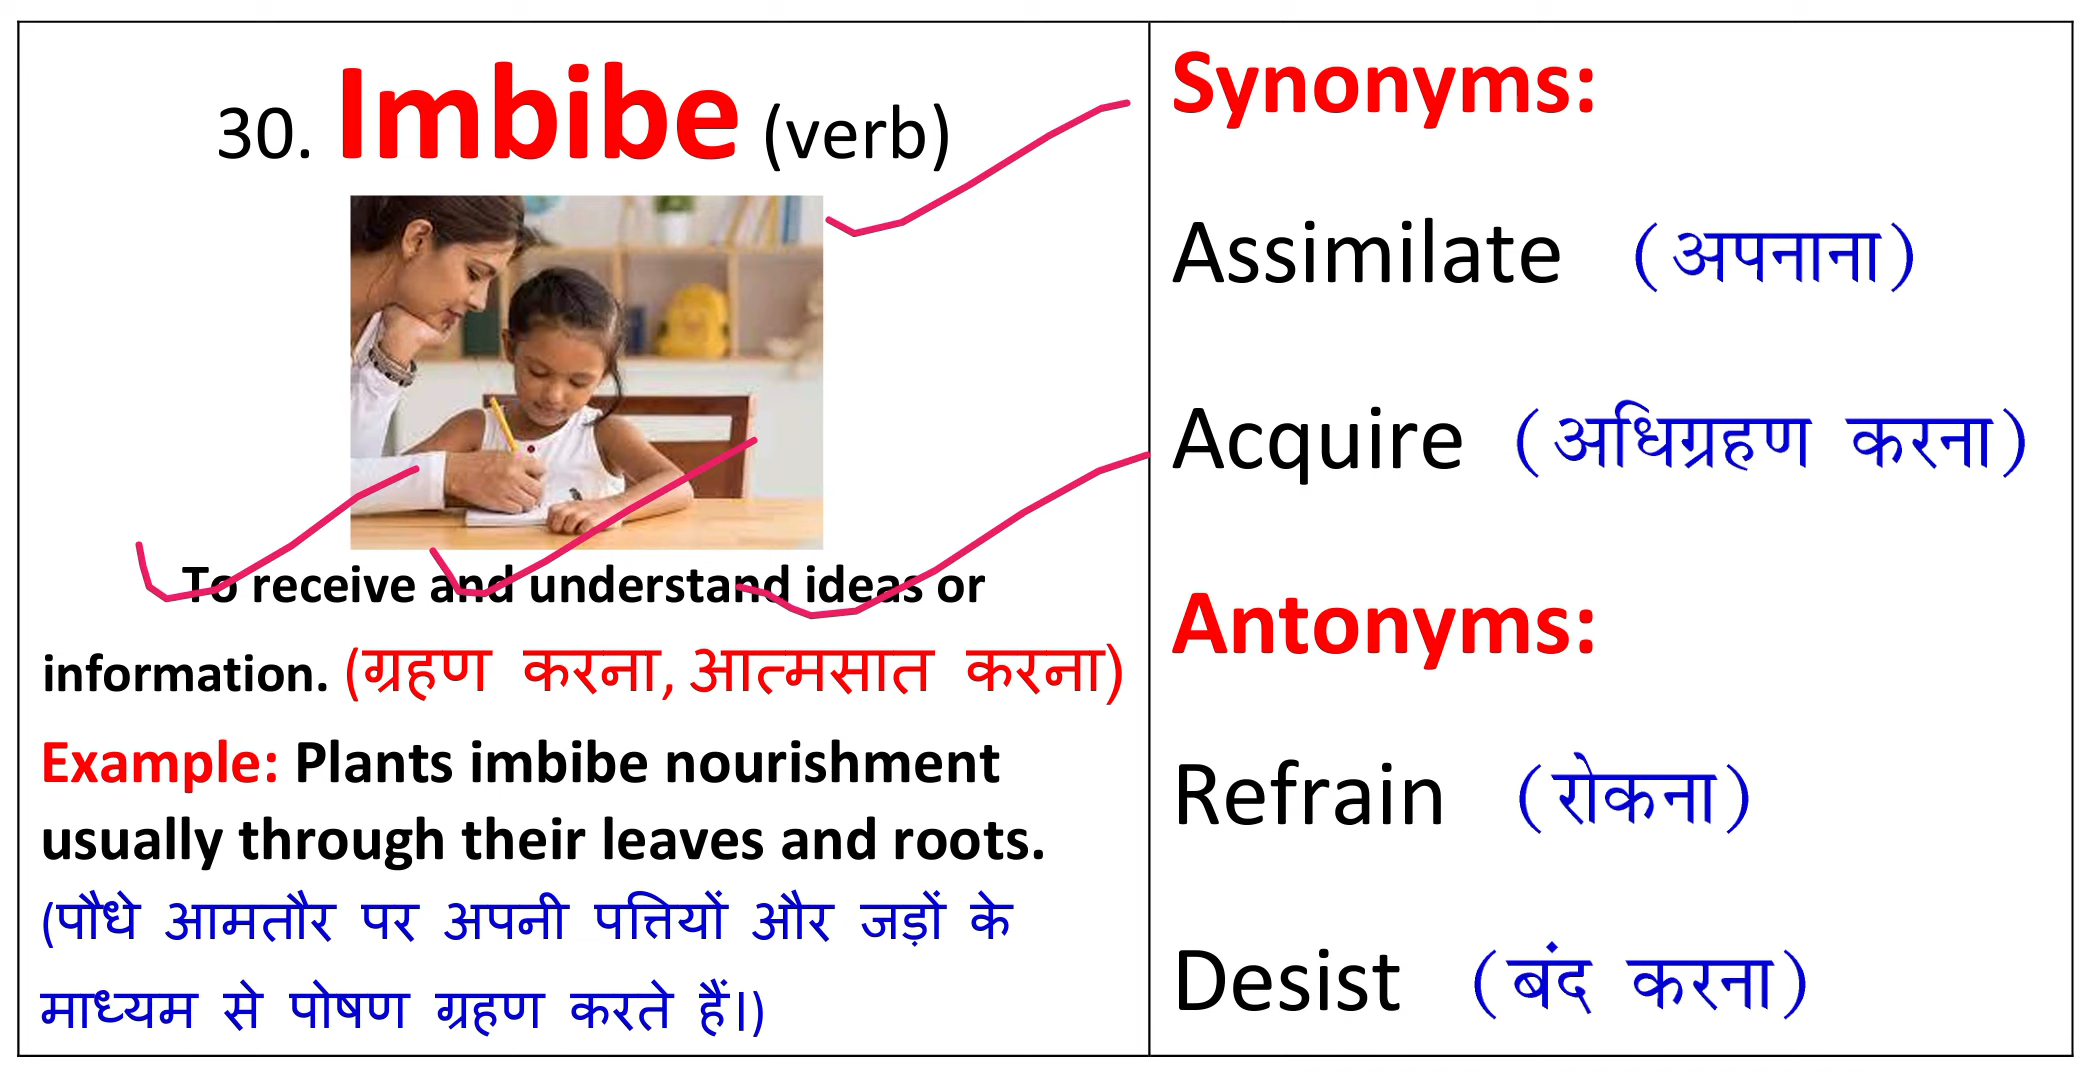 30. Imbibe (verb)
To receive and understand ideas or
information. (ग्रहण करना, आत्मसात करना)
Example: Plants imbibe nourishment
usually through their leaves and roots.
(पौधे आमतौर पर अपनी पत्तियों और जड़ों के
माध्यम से पोषण ग्रहण करते हैं।)
Synonyms:
Assimilate (अपनाना)
Acquire (अधिग्रहण करना)
Antonyms:
Refrain (रोकना)
Desist (बंद करना)